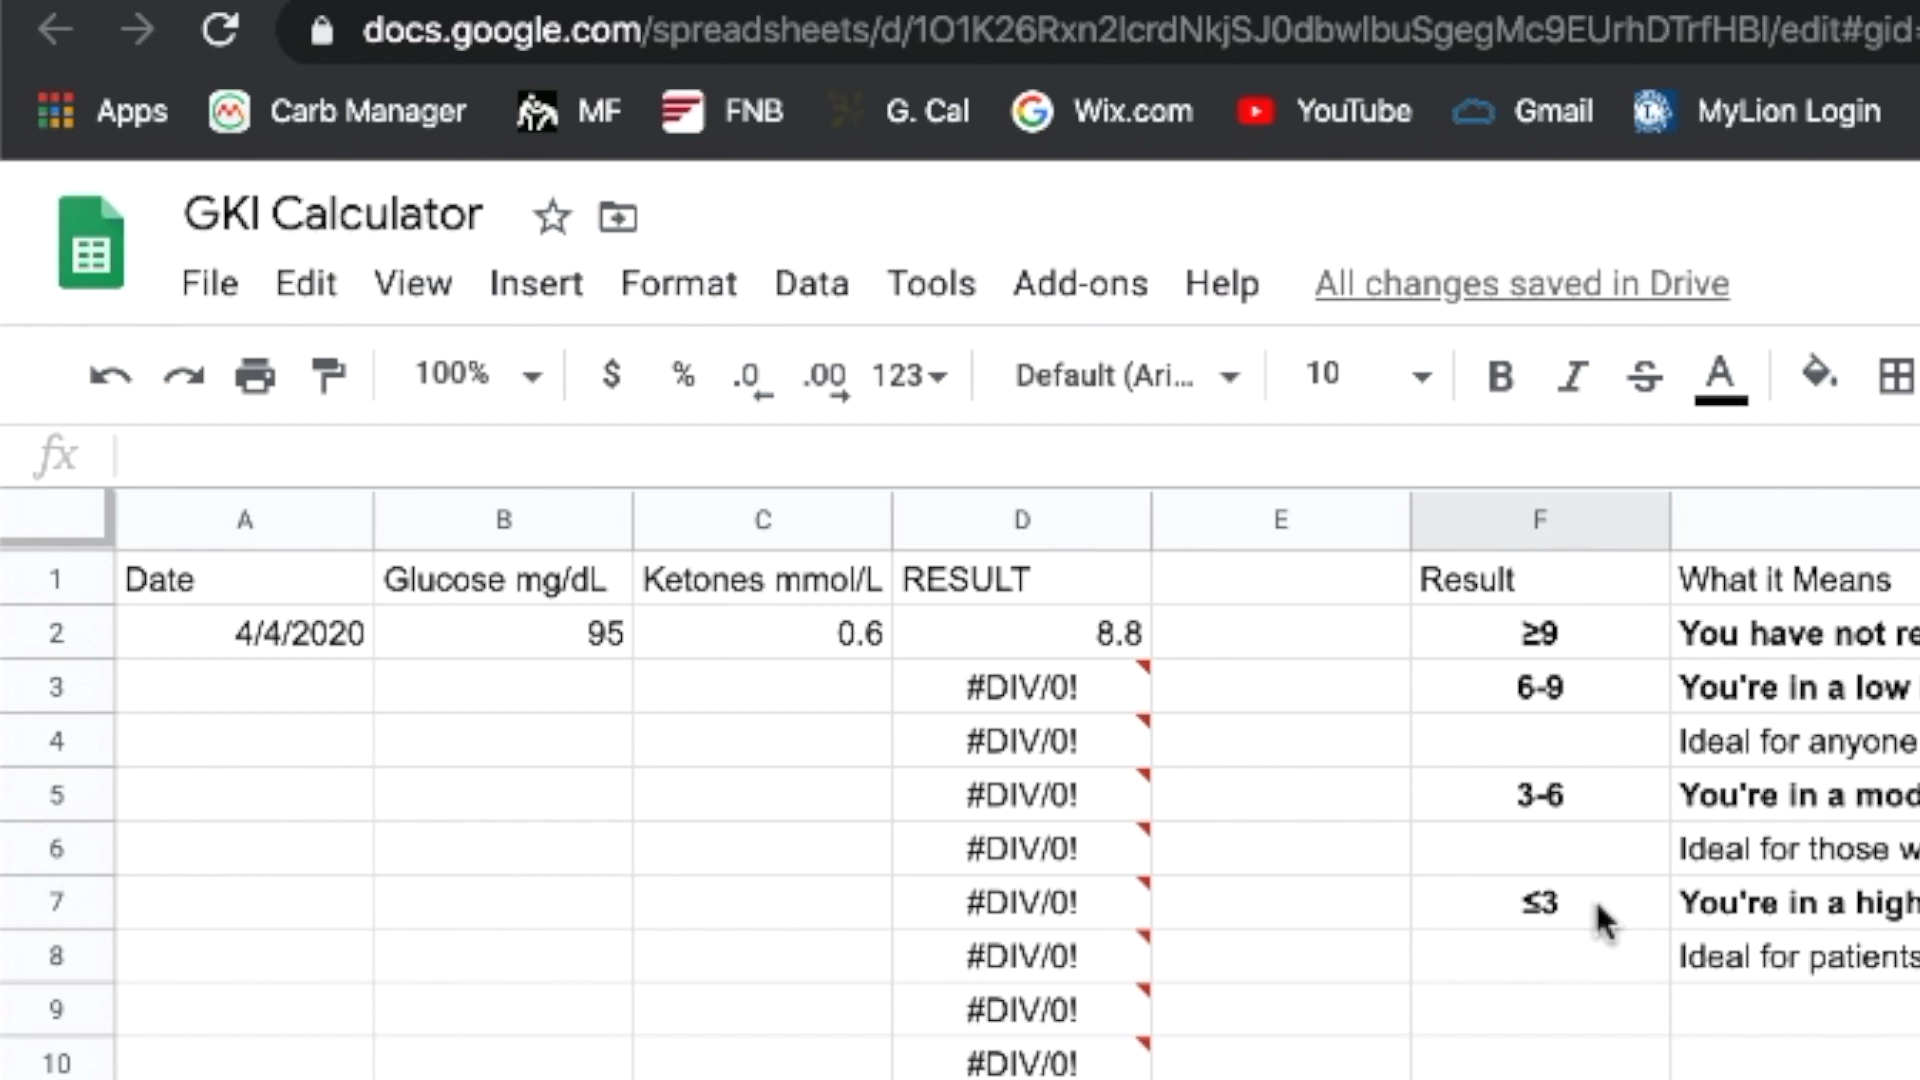 docs.google.com/spreadsheets/d/1O1K26Rxn2IcrdNkjSJ0dbwIbuSgegMc9EUrhDTrfHBI/edit#gid=
Apps Carb Manager MF FNB G. Cal Wix.com YouTube Gmail MyLion Login
GKI Calculator
File Edit View Insert Format Data Tools Add-ons Help All changes saved in Drive
100% $ % .0 .00 123 Default (Ari... 10 B I S A
fx
A B C D E F
1 Date Glucose mg/dL Ketones mmol/L RESULT Result What it Means
2 4/4/2020 95 0.6 8.8 ≥9 You have not re
3 #DIV/0! 6-9 You're in a low
4 #DIV/0! Ideal for anyone
5 #DIV/0! 3-6 You're in a mod
6 #DIV/0! Ideal for those w
7 #DIV/0! ≤3 You're in a high
8 #DIV/0! Ideal for patients
9 #DIV/0!
10 #DIV/0!